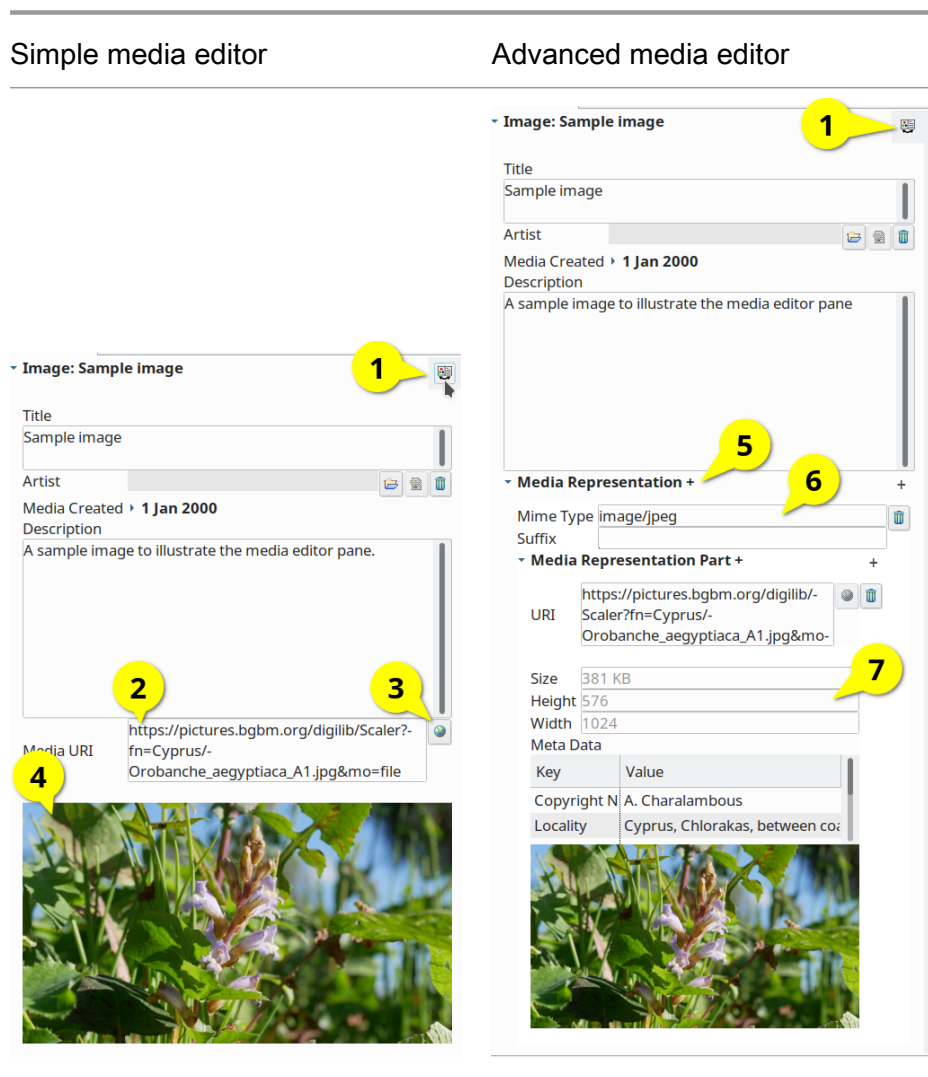 Simple media editor
Advanced media editor
Image: Sample image
1
Title
Sample image
Artist
Media Created 1 Jan 2000
Description
A sample image to illustrate the media editor pane.
2
3
Media URI
https://pictures.bgbm.org/digilib/Scaler?-
fn=Cyprus/-
Orobanche_aegyptiaca_A1.jpg&mo=file
4
Image: Sample image
1
Title
Sample image
Artist
Media Created 1 Jan 2000
Description
A sample image to illustrate the media editor pane
5
Media Representation +
6
+
Mime Type image/jpeg
Suffix
Media Representation Part +
+
URI
https://pictures.bgbm.org/digilib/-
Scaler?fn=Cyprus/-
Orobanche_aegyptiaca_A1.jpg&mo-
7
Size 381 KB
Height 576
Width 1024
Meta Data
Key Value
Copyright N A. Charalambous
Locality Cyprus, Chlorakas, between coa